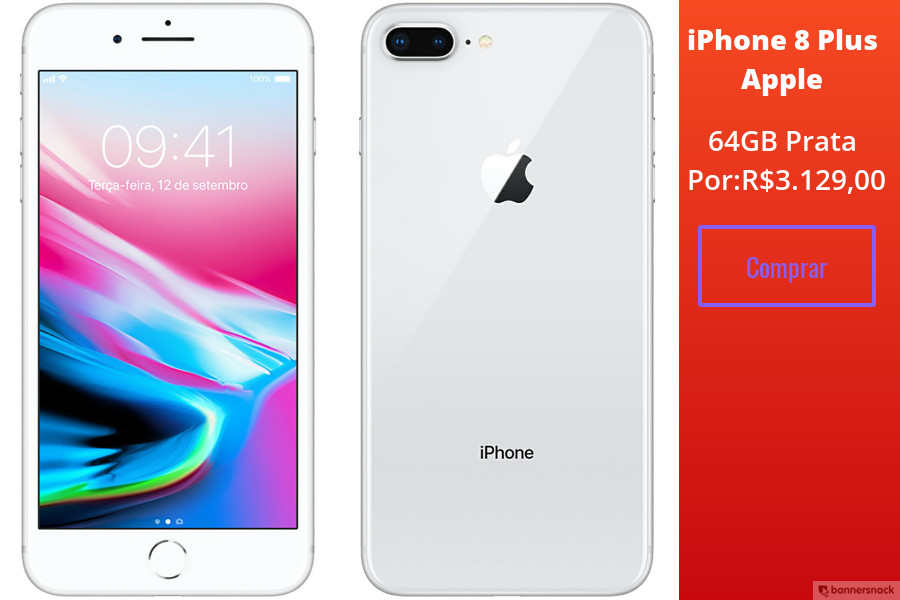 100%
09:41
Terça-feira, 12 de setembro
iPhone
iPhone 8 Plus
Apple
64GB Prata
Por:R$3.129,00
Comprar
bannersnack